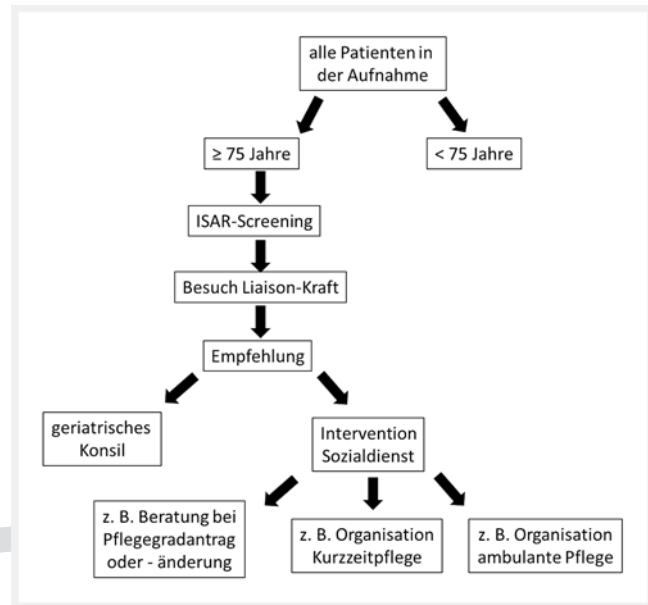 alle Patienten in
der Aufnahme
≥ 75 Jahre
< 75 Jahre
ISAR-Screening
Besuch Liaison-Kraft
Empfehlung
geriatrisches
Konsil
Intervention
Sozialdienst
z. B. Beratung bei
Pflegegradantrag
oder - änderung
z. B. Organisation
Kurzzeitpflege
z. B. Organisation
ambulante Pflege